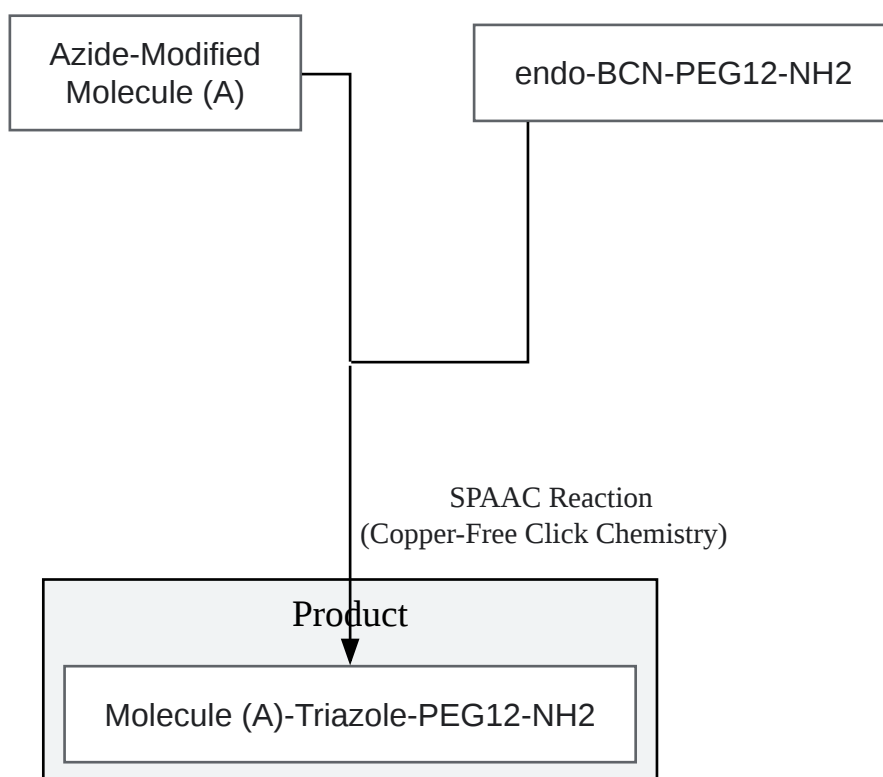 Azide-Modified
Molecule (A)
endo-BCN-PEG12-NH2
SPAAC Reaction
(Copper-Free Click Chemistry)
Product
Molecule (A)-Triazole-PEG12-NH2